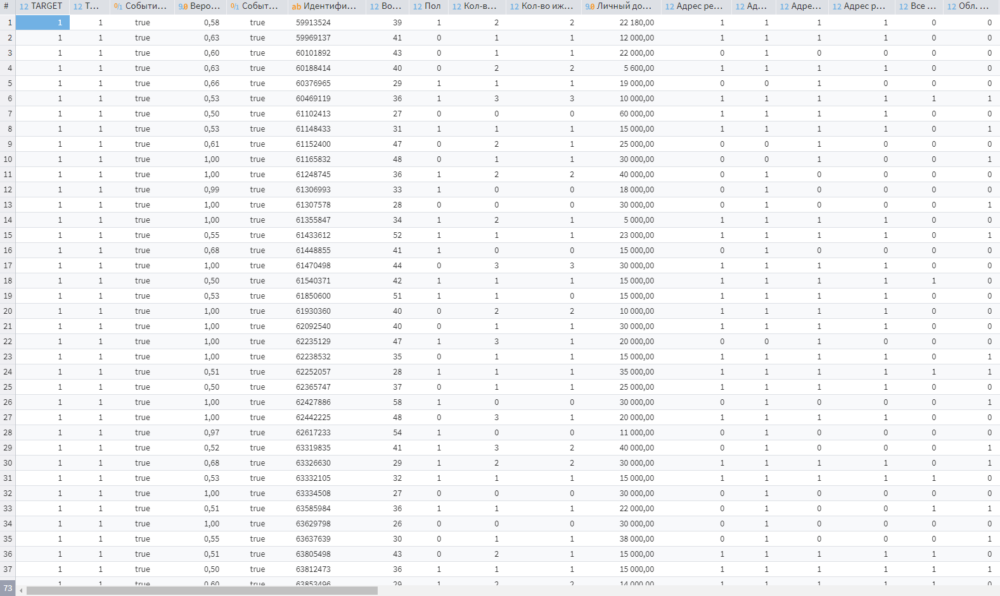 # 12 TARGET 12 Т... 0/1 Событи... 9.0 Веро... 0/1 Событ... ab Идентифи... 12 Во... 12 Пол 12 Кол-в... 12 Кол-во иж... 9.0 Личный до... 12 Адрес ре... 12 Ад... 12 Адре... 12 Адрес р... 12 Все ... 12 Обл. ...
1 1 1 true 0,58 true 59913524 39 1 2 2 22 180,00 1 1 1 1 0 0
2 1 1 true 0,63 true 59969137 41 0 1 1 12 000,00 1 1 1 1 0 0
3 1 1 true 0,60 true 60101892 43 0 1 1 22 000,00 0 1 0 0 0 0
4 1 1 true 0,63 true 60188414 40 0 2 2 5 600,00 1 1 1 1 0 0
5 1 1 true 0,66 true 60376965 29 1 1 1 19 000,00 0 0 1 0 0 0
6 1 1 true 0,53 true 60469119 36 1 3 3 10 000,00 1 1 1 1 1 1
7 1 1 true 0,50 true 61102413 27 0 0 0 60 000,00 1 1 1 1 0 0
8 1 1 true 0,53 true 61148433 31 1 1 1 15 000,00 1 1 1 1 0 1
9 1 1 true 0,61 true 61152400 47 0 2 1 25 000,00 0 0 1 0 0 0
10 1 1 true 1,00 true 61165832 48 0 1 1 30 000,00 0 0 1 0 0 1
11 1 1 true 1,00 true 61248745 36 1 2 2 40 000,00 0 1 0 0 0 0
12 1 1 true 0,99 true 61306993 33 1 0 0 18 000,00 0 1 0 0 0 0
13 1 1 true 1,00 true 61307578 28 0 0 0 30 000,00 0 1 0 0 0 1
14 1 1 true 1,00 true 61355847 34 1 2 1 5 000,00 1 1 1 1 0 0
15 1 1 true 0,55 true 61433612 52 1 1 1 23 000,00 1 1 1 1 0 1
16 1 1 true 0,68 true 61448855 41 1 0 0 15 000,00 0 1 0 0 0 0
17 1 1 true 1,00 true 61470498 44 0 3 3 30 000,00 1 1 1 1 0 0
18 1 1 true 0,50 true 61540371 42 1 1 1 15 000,00 1 1 1 1 1 0
19 1 1 true 0,53 true 61850600 51 1 1 0 15 000,00 1 1 1 1 0 0
20 1 1 true 1,00 true 61930360 40 0 2 2 10 000,00 1 1 1 1 0 0
21 1 1 true 1,00 true 62092540 40 0 1 1 30 000,00 1 1 1 1 0 0
22 1 1 true 1,00 true 62235129 47 1 3 1 20 000,00 0 0 1 0 0 0
23 1 1 true 1,00 true 62238532 35 0 1 1 15 000,00 1 1 1 1 0 1
24 1 1 true 0,51 true 62252057 28 1 1 1 35 000,00 1 1 1 1 1 1
25 1 1 true 0,50 true 62365747 37 0 1 1 25 000,00 1 1 1 1 0 0
26 1 1 true 1,00 true 62427886 58 1 0 0 30 000,00 0 1 0 0 0 1
27 1 1 true 1,00 true 62442225 48 0 3 1 20 000,00 1 1 1 1 0 0
28 1 1 true 0,97 true 62617233 54 1 0 0 11 000,00 0 1 0 0 0 0
29 1 1 true 0,52 true 63319835 41 1 3 2 40 000,00 0 1 0 0 0 1
30 1 1 true 0,68 true 63326630 29 1 2 2 30 000,00 1 1 1 1 0 1
31 1 1 true 0,53 true 63332105 32 1 1 1 15 000,00 1 1 1 1 1 0
32 1 1 true 1,00 true 63334508 27 0 0 0 30 000,00 0 1 0 0 0 0
33 1 1 true 0,51 true 63585984 36 1 1 1 22 000,00 0 1 0 0 1 1
34 1 1 true 1,00 true 63629798 26 0 0 0 30 000,00 0 1 0 0 0 0
35 1 1 true 0,55 true 63637639 30 0 1 1 38 000,00 0 1 0 0 0 1
36 1 1 true 0,51 true 63805498 43 0 2 1 15 000,00 1 1 1 1 1 0
37 1 1 true 0,50 true 63812473 36 1 1 1 15 000,00 1 1 1 1 1 1
73 1 1 true 0,60 true 63853496 29 1 2 2 14 000,00 1 1 1 1 1 0